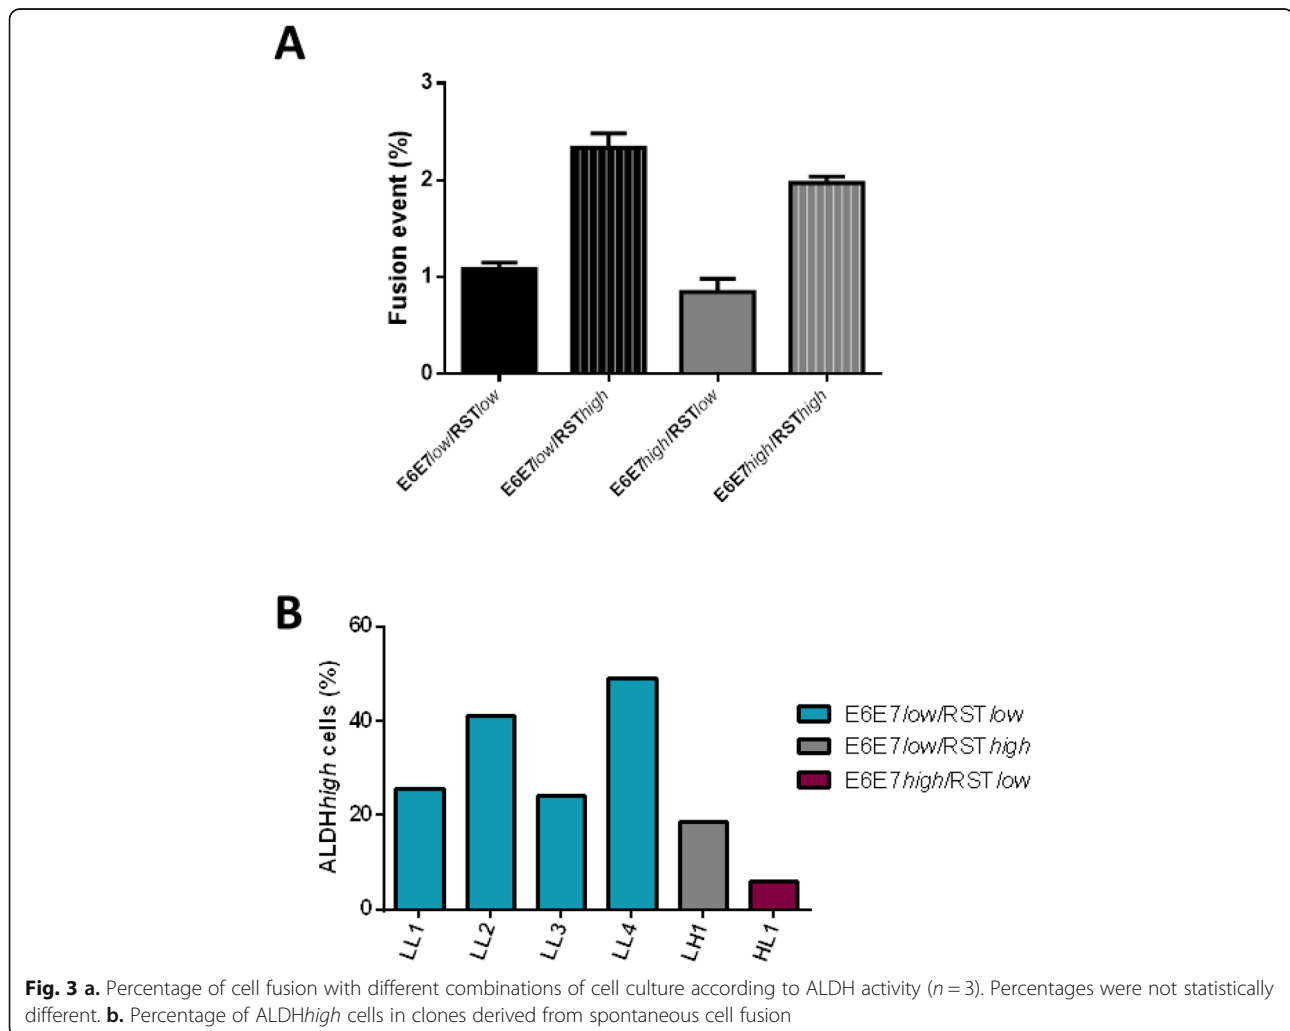 A
3
2
1
0
Fusion event (%)
E6E7low/RSTlow
E6E7low/RSThigh
E6E7high/RSTlow
E6E7high/RSThigh
B
60
40
20
0
ALDHhigh cells (%)
LL1
LL2
LL3
LL4
LH1
HL1
E6E7low/RSTlow
E6E7low/RSThigh
E6E7high/RSTlow
Fig. 3 a. Percentage of cell fusion with different combinations of cell culture according to ALDH activity (n = 3). Percentages were not statistically
different. b. Percentage of ALDHhigh cells in clones derived from spontaneous cell fusion